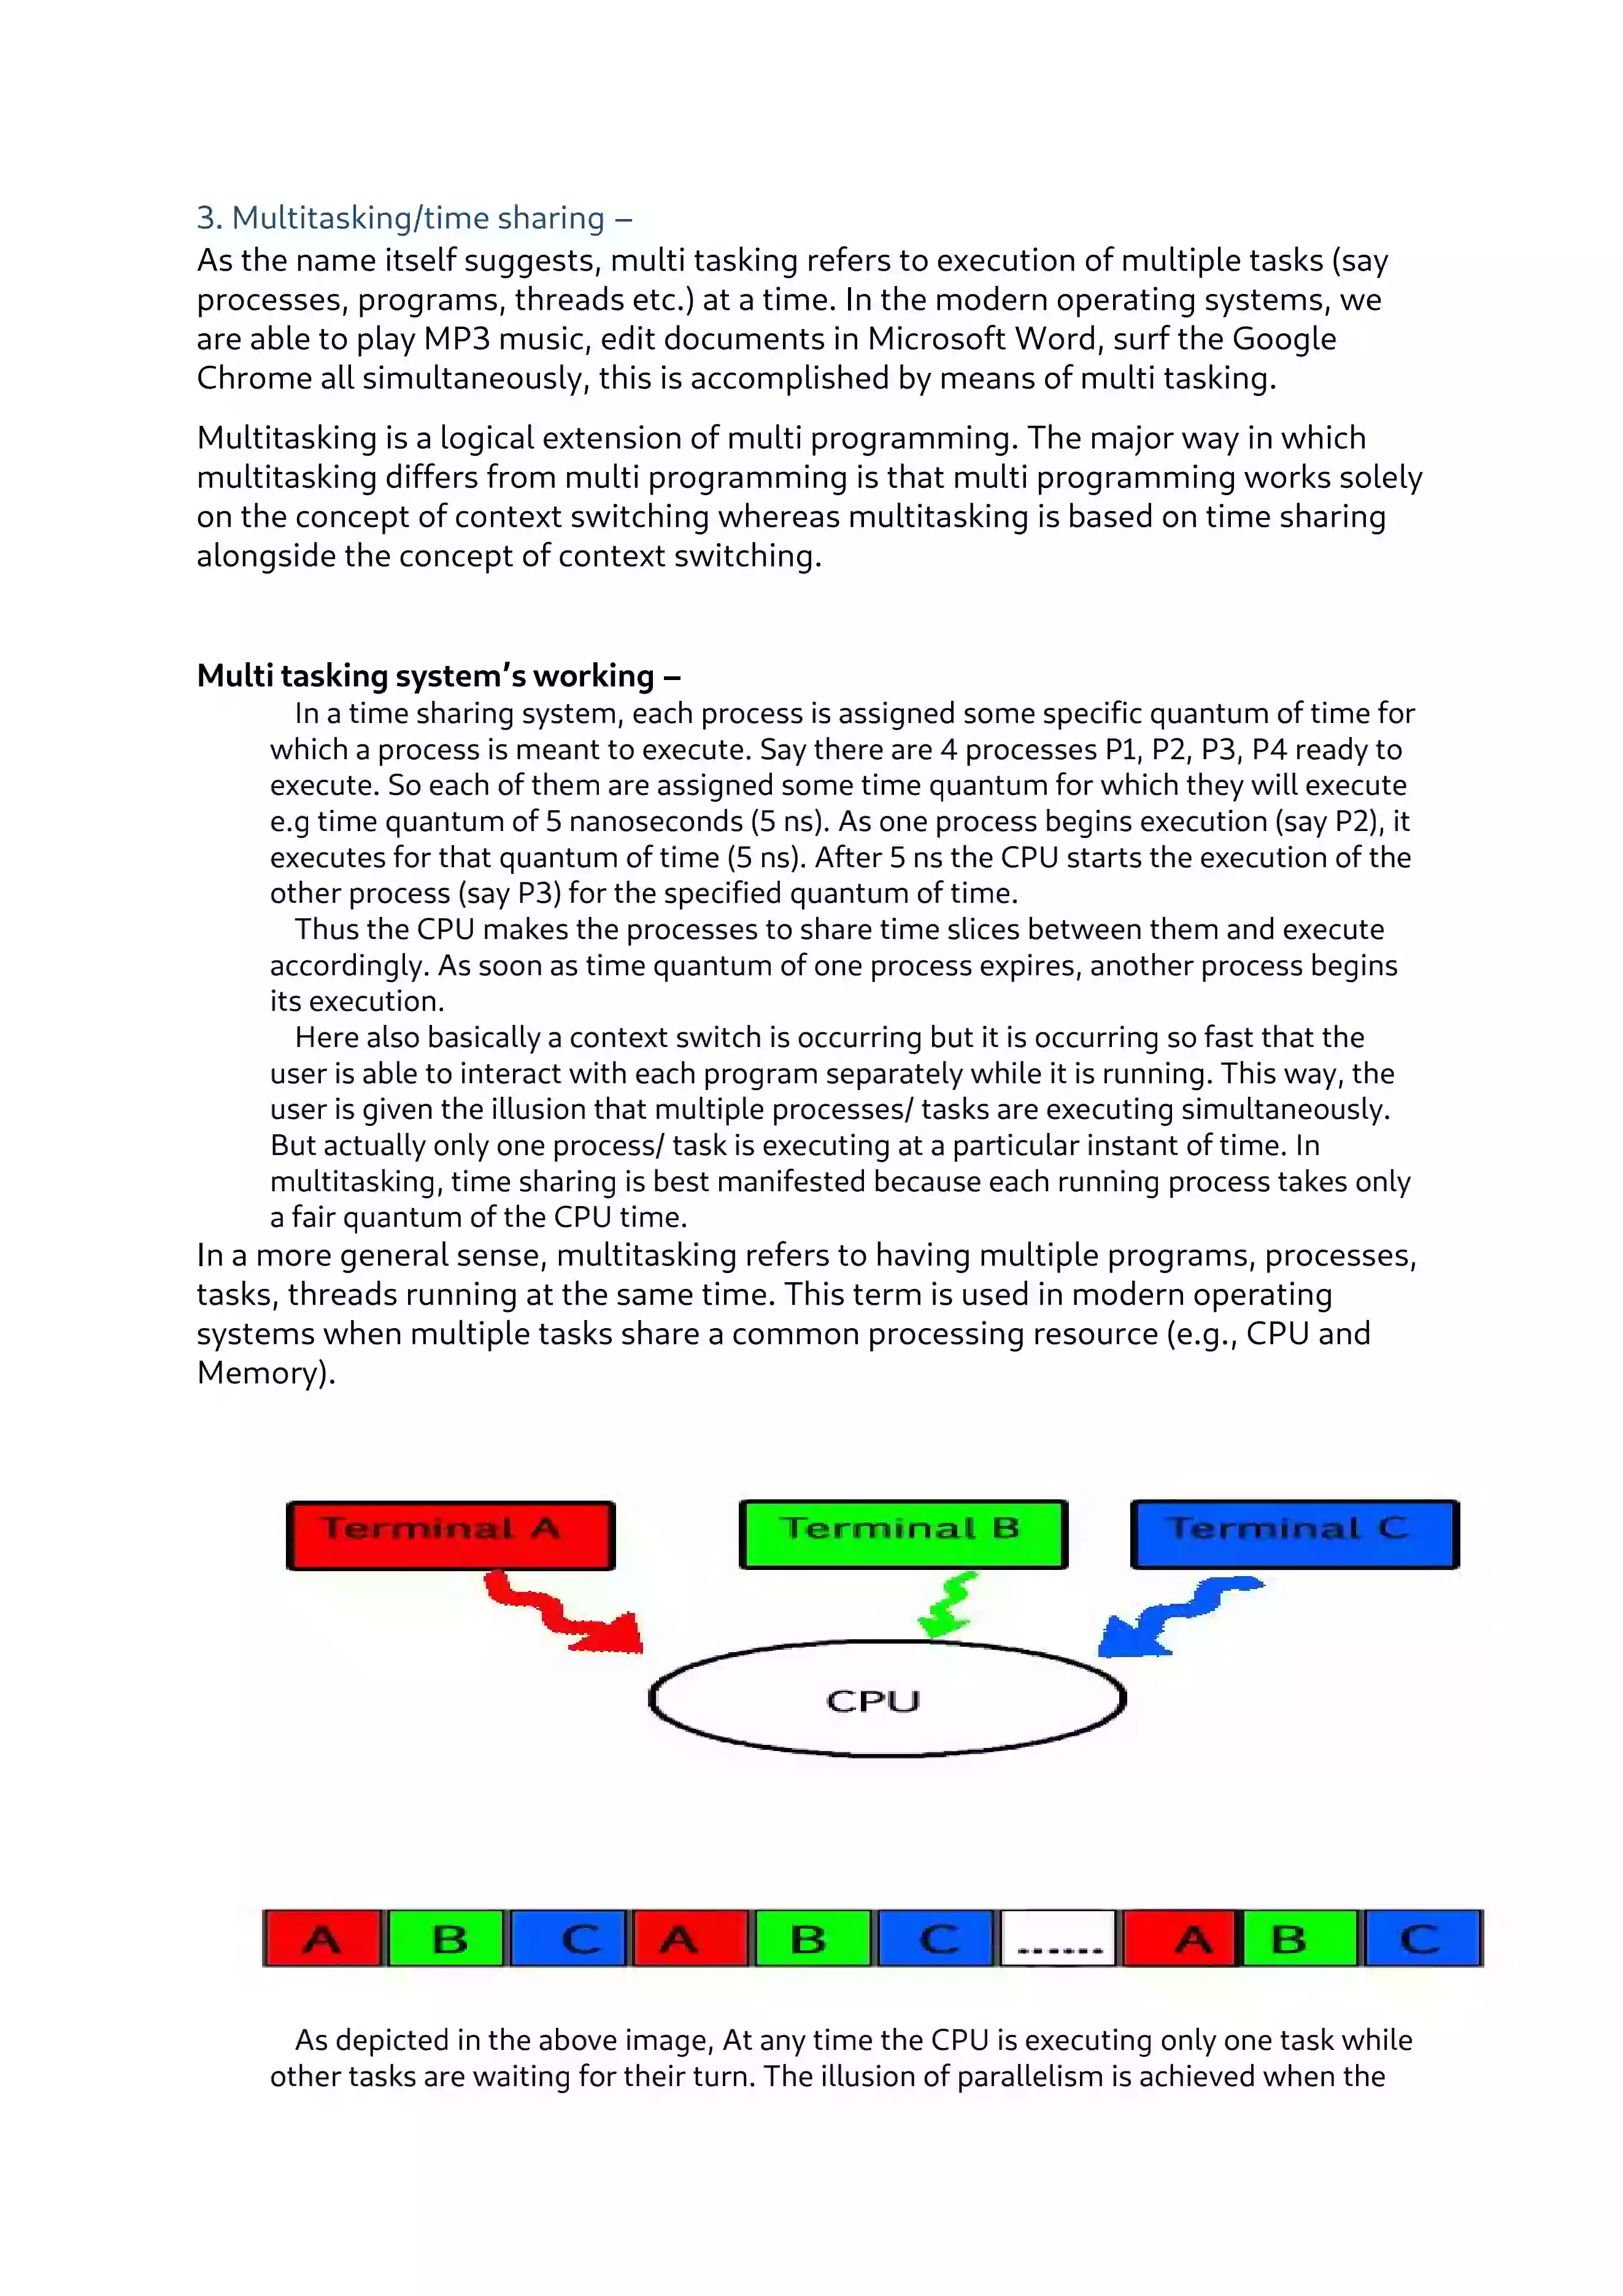 3. Multitasking/time sharing –
As the name itself suggests, multi tasking refers to execution of multiple tasks (say
processes, programs, threads etc.) at a time. In the modern operating systems, we
are able to play MP3 music, edit documents in Microsoft Word, surf the Google
Chrome all simultaneously, this is accomplished by means of multi tasking.
Multitasking is a logical extension of multi programming. The major way in which
multitasking differs from multi programming is that multi programming works solely
on the concept of context switching whereas multitasking is based on time sharing
alongside the concept of context switching.
Multi tasking system’s working –
In a time sharing system, each process is assigned some specific quantum of time for
which a process is meant to execute. Say there are 4 processes P1, P2, P3, P4 ready to
execute. So each of them are assigned some time quantum for which they will execute
e.g time quantum of 5 nanoseconds (5 ns). As one process begins execution (say P2), it
executes for that quantum of time (5 ns). After 5 ns the CPU starts the execution of the
other process (say P3) for the specified quantum of time.
Thus the CPU makes the processes to share time slices between them and execute
accordingly. As soon as time quantum of one process expires, another process begins
its execution.
Here also basically a context switch is occurring but it is occurring so fast that the
user is able to interact with each program separately while it is running. This way, the
user is given the illusion that multiple processes/ tasks are executing simultaneously.
But actually only one process/ task is executing at a particular instant of time. In
multitasking, time sharing is best manifested because each running process takes only
a fair quantum of the CPU time.
In a more general sense, multitasking refers to having multiple programs, processes,
tasks, threads running at the same time. This term is used in modern operating
systems when multiple tasks share a common processing resource (e.g., CPU and
Memory).
Terminal A Terminal B Terminal C
CPU
A B C A B C ...... A B C
As depicted in the above image, At any time the CPU is executing only one task while
other tasks are waiting for their turn. The illusion of parallelism is achieved when the